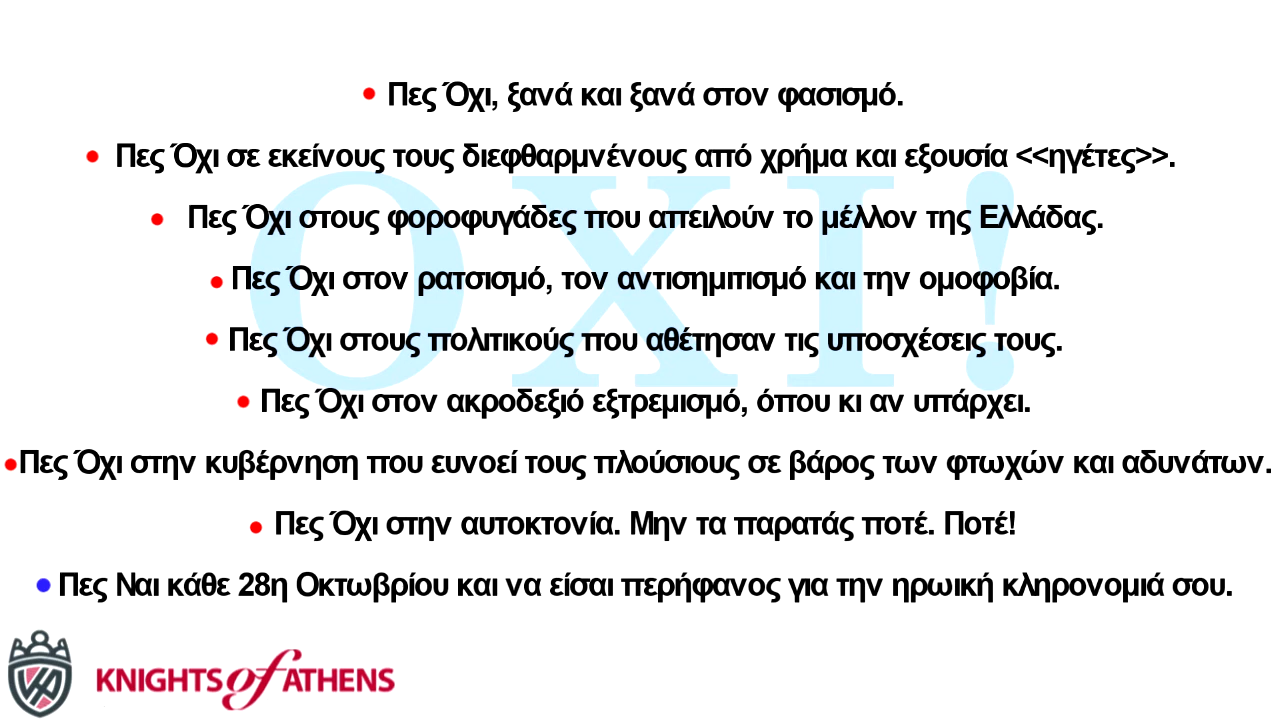 ΟΧΙ!
• Πες Όχι, ξανά και ξανά στον φασισμό.
• Πες Όχι σε εκείνους τους διεφθαρμνένους από χρήμα και εξουσία <<ηγέτες>>.
• Πες Όχι στους φοροφυγάδες που απειλούν το μέλλον της Ελλάδας.
• Πες Όχι στον ρατσισμό, τον αντισημιτισμό και την ομοφοβία.
• Πες Όχι στους πολιτικούς που αθέτησαν τις υποσχέσεις τους.
• Πες Όχι στον ακροδεξιό εξτρεμισμό, όπου κι αν υπάρχει.
• Πες Όχι στην κυβέρνηση που ευνοεί τους πλούσιους σε βάρος των φτωχών και αδυνάτων.
• Πες Όχι στην αυτοκτονία. Μην τα παρατάς ποτέ. Ποτέ!
• Πες Ναι κάθε 28η Οκτωβρίου και να είσαι περήφανος για την ηρωική κληρονομιά σου.
KNIGHTS of ATHENS